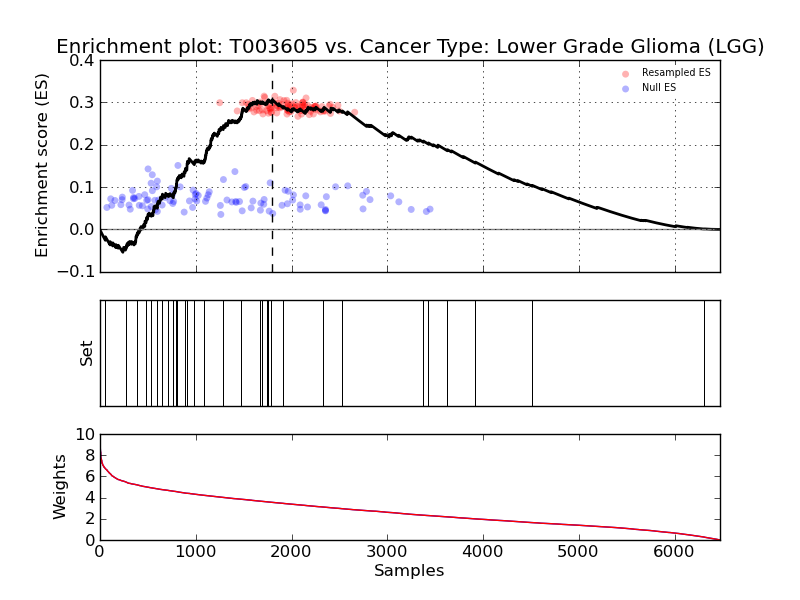 Enrichment plot: T003605 vs. Cancer Type: Lower Grade Glioma (LGG)
0.4
0.3
0.2
0.1
0.0
−0.1
Enrichment score (ES)
Resampled ES
Null ES
Set
10
8
6
4
2
0
Weights
0
1000
2000
3000
4000
5000
6000
Samples